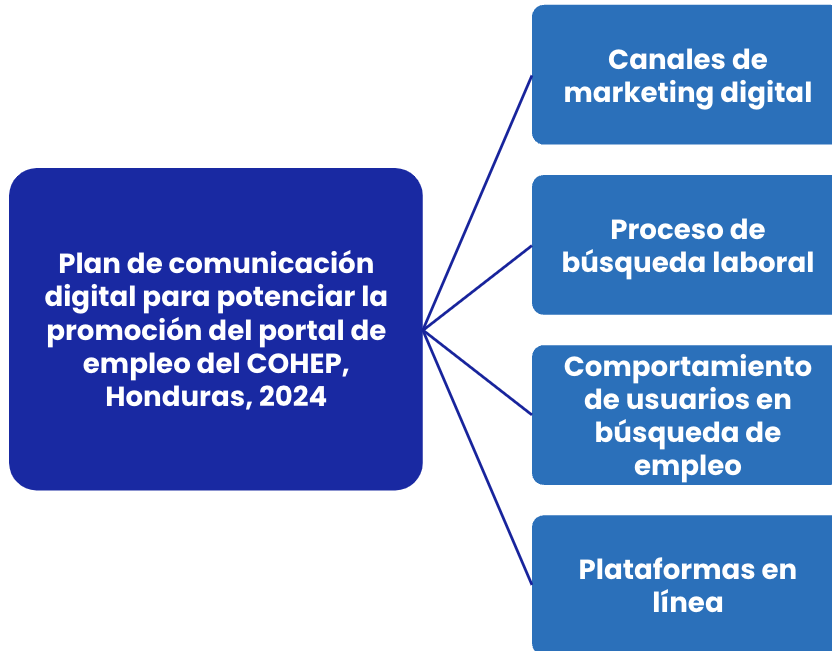 Plan de comunicación
digital para potenciar la
promoción del portal de
empleo del COHEP,
Honduras, 2024
Canales de
marketing digital
Proceso de
búsqueda laboral
Comportamiento
de usuarios en
búsqueda de
empleo
Plataformas en
línea